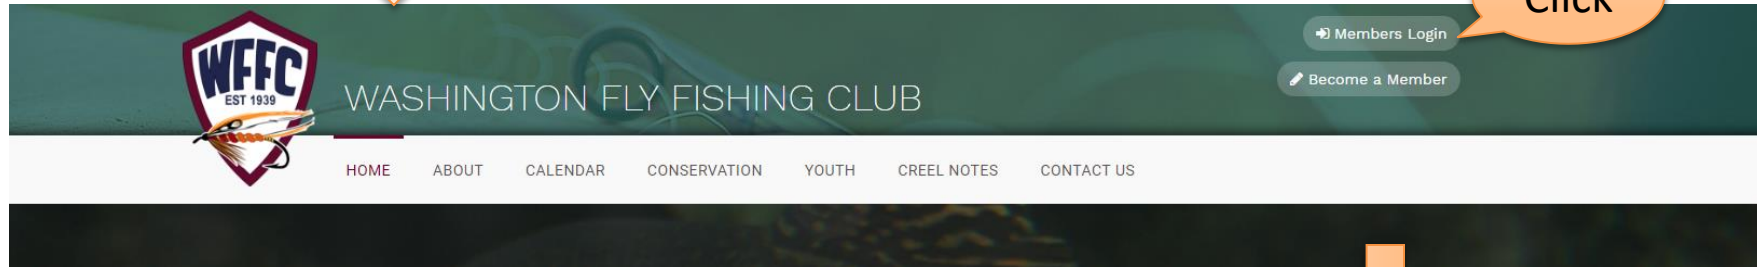 Click
Members Login
WFFC
EST 1939
WASHINGTON FLY FISHING CLUB
Become a Member
HOME ABOUT CALENDAR CONSERVATION YOUTH CREEL NOTES CONTACT US